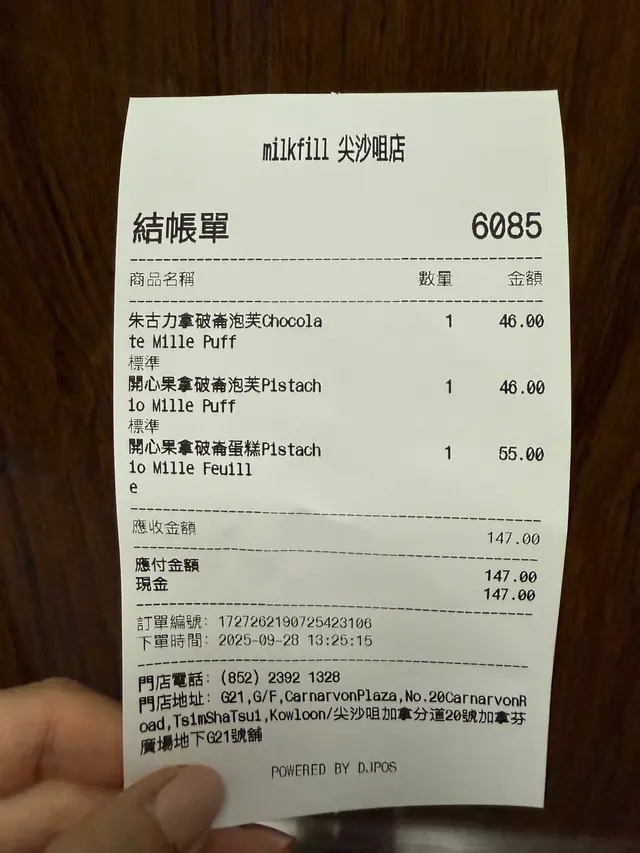 milkfill 尖沙咀店
結帳單 6085
商品名稱 數量 金額
朱古力拿破崙泡芙Chocola 1 46.00
te Mille Puff
標準
開心果拿破崙泡芙Pistach 1 46.00
io Mille Puff
標準
開心果拿破崙蛋糕Pistach 1 55.00
io Mille Feuill
e
應收金額 147.00
應付金額 147.00
現金 147.00
訂單編號: 1727262190725423106
下單時間: 2025-09-28 13:25:15
門店電話: (852) 2392 1328
門店地址: G21,G/F,CarnarvonPlaza,No.20CarnarvonR
oad,TsimShaTsui,Kowloon/尖沙咀加拿分道20號加拿芬
廣場地下G21號舖
POWERED BY DJPOS